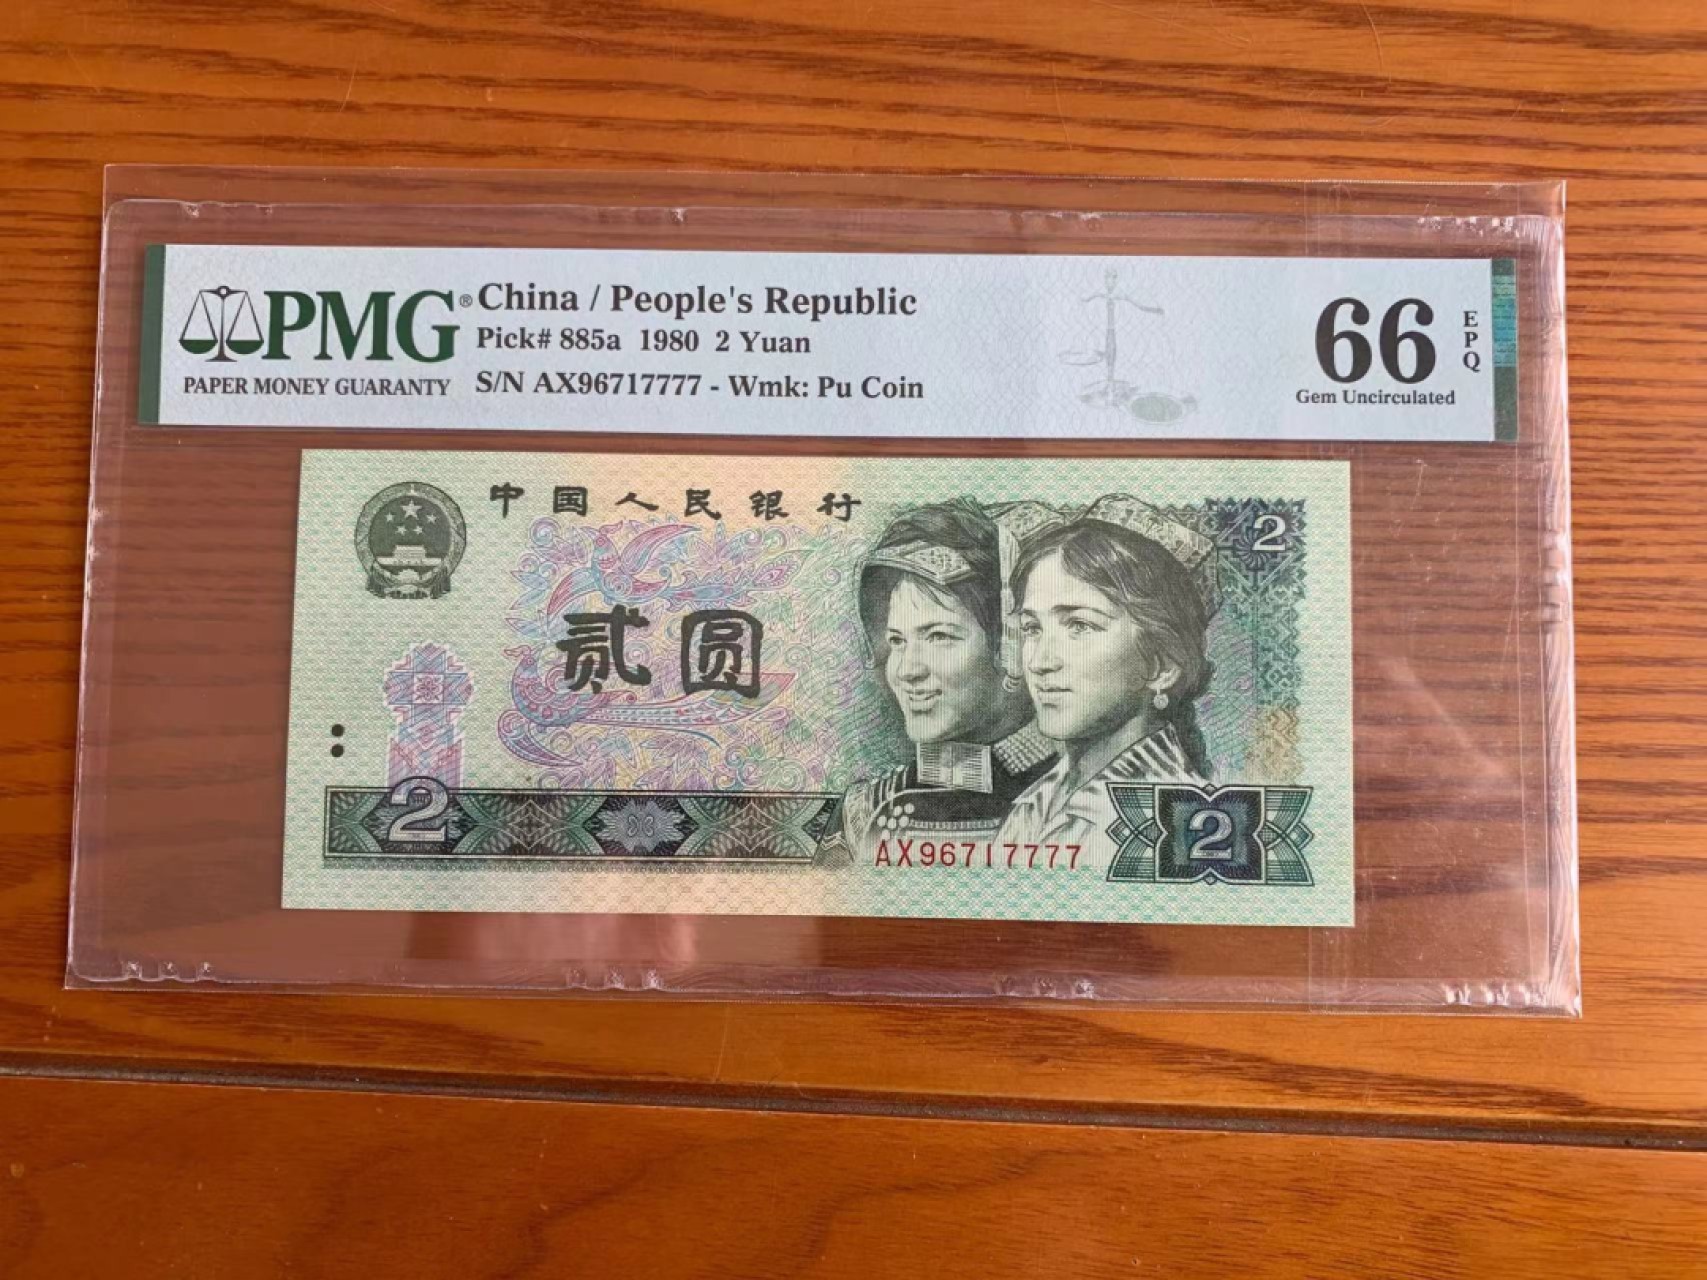 PMG®
PAPER MONEY GUARANTY
China / People's Republic
Pick# 885a 1980 2 Yuan
S/N AX96717777 - Wmk: Pu Coin
66
EPQ
Gem Uncirculated
中国人民银行
2
贰圆
2
AX96717777
2